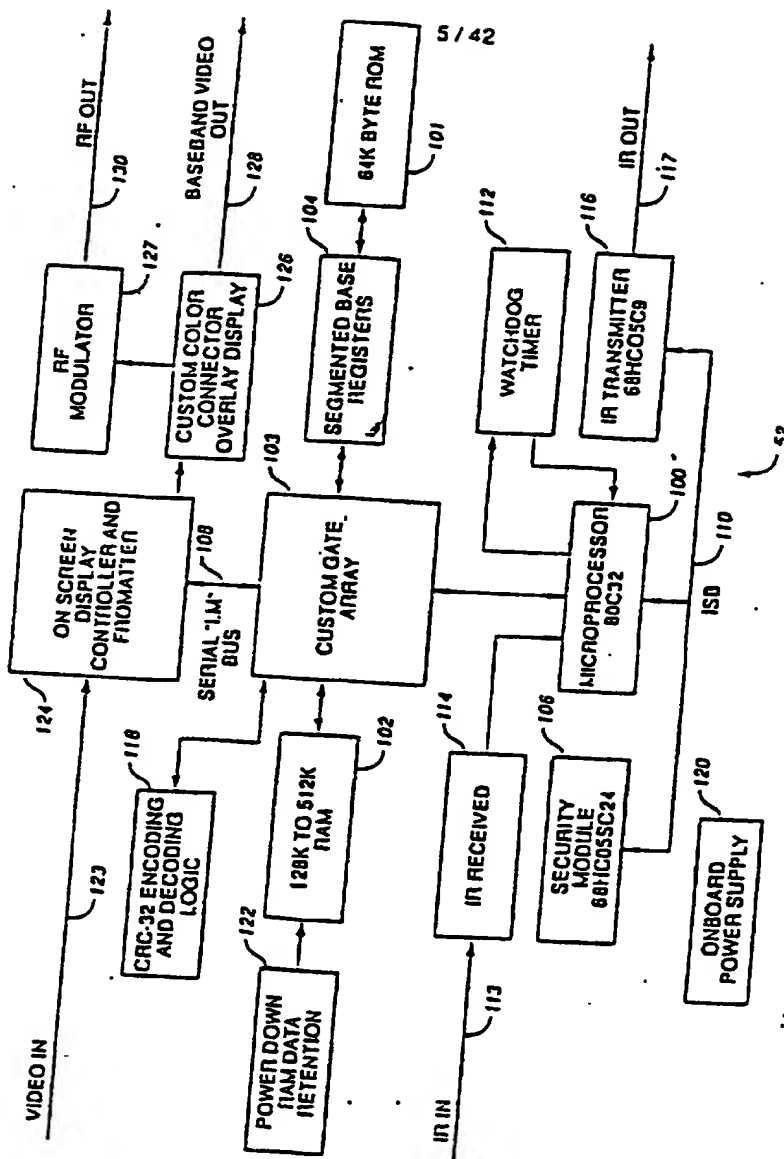 5 / 42
RF OUT
130
BASEBAND VIDEO
OUT
128
RF
MODULATOR
127
CUSTOM COLOR
CONNECTOR
OVERLAY DISPLAY
126
64K BYTE ROM
101
SEGMENTED BASE
REGISTERS
104
ON SCREEN
DISPLAY
CONTROLLER AND
FROMATTER
124
VIDEO IN
123
SERIAL "I.M"
BUS
108
CUSTOM GATE
ARRAY
103
CRC-32 ENCODING
AND DECODING
LOGIC
118
128K TO 512K
RAM
102
POWER DOWN
RAM DATA
RETENTION
122
WATCHDOG
TIMER
112
IR OUT
117
IR TRANSMITTER
68HC05C9
116
MICROPROCESSOR
80C32
100
ISB
110
IR IN
113
IR RECEIVED
114
SECURITY
MODULE
68HC05SC24
106
ONBOARD
POWER SUPPLY
120